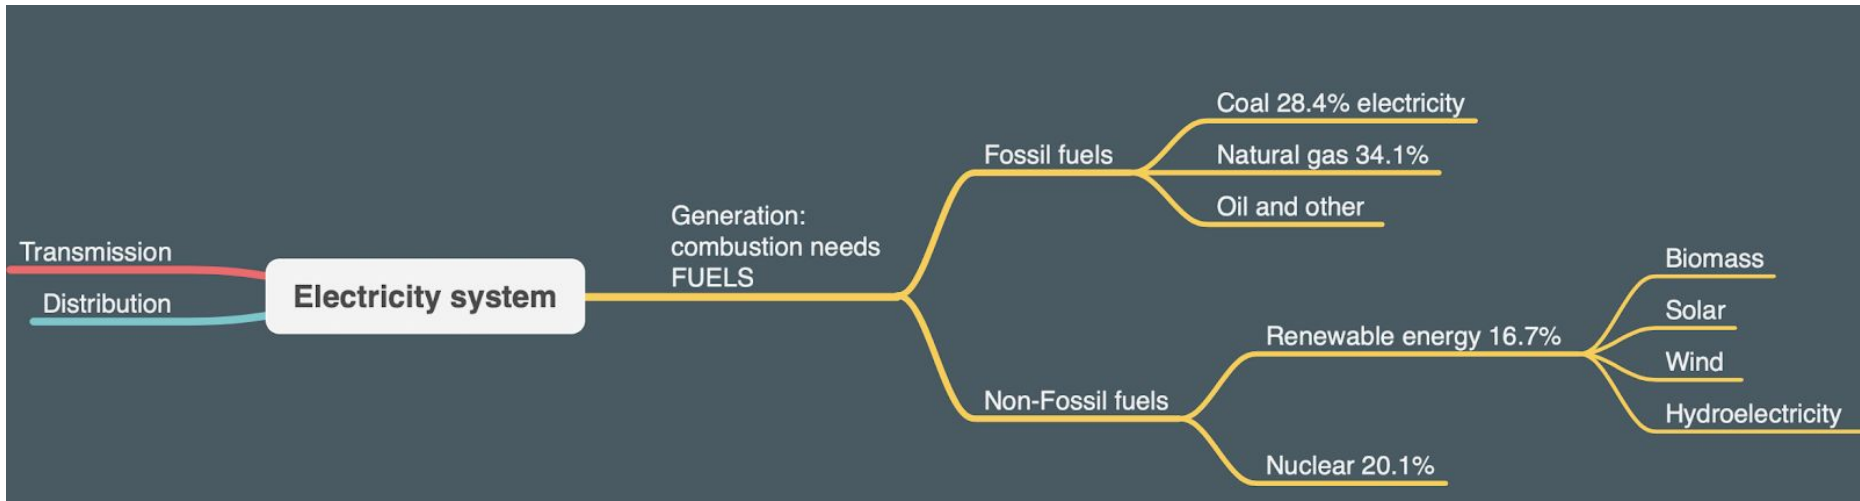 Transmission
Distribution
Electricity system
Generation:
combustion needs
FUELS
Fossil fuels
Coal 28.4% electricity
Natural gas 34.1%
Oil and other
Non-Fossil fuels
Renewable energy 16.7%
Biomass
Solar
Wind
Hydroelectricity
Nuclear 20.1%